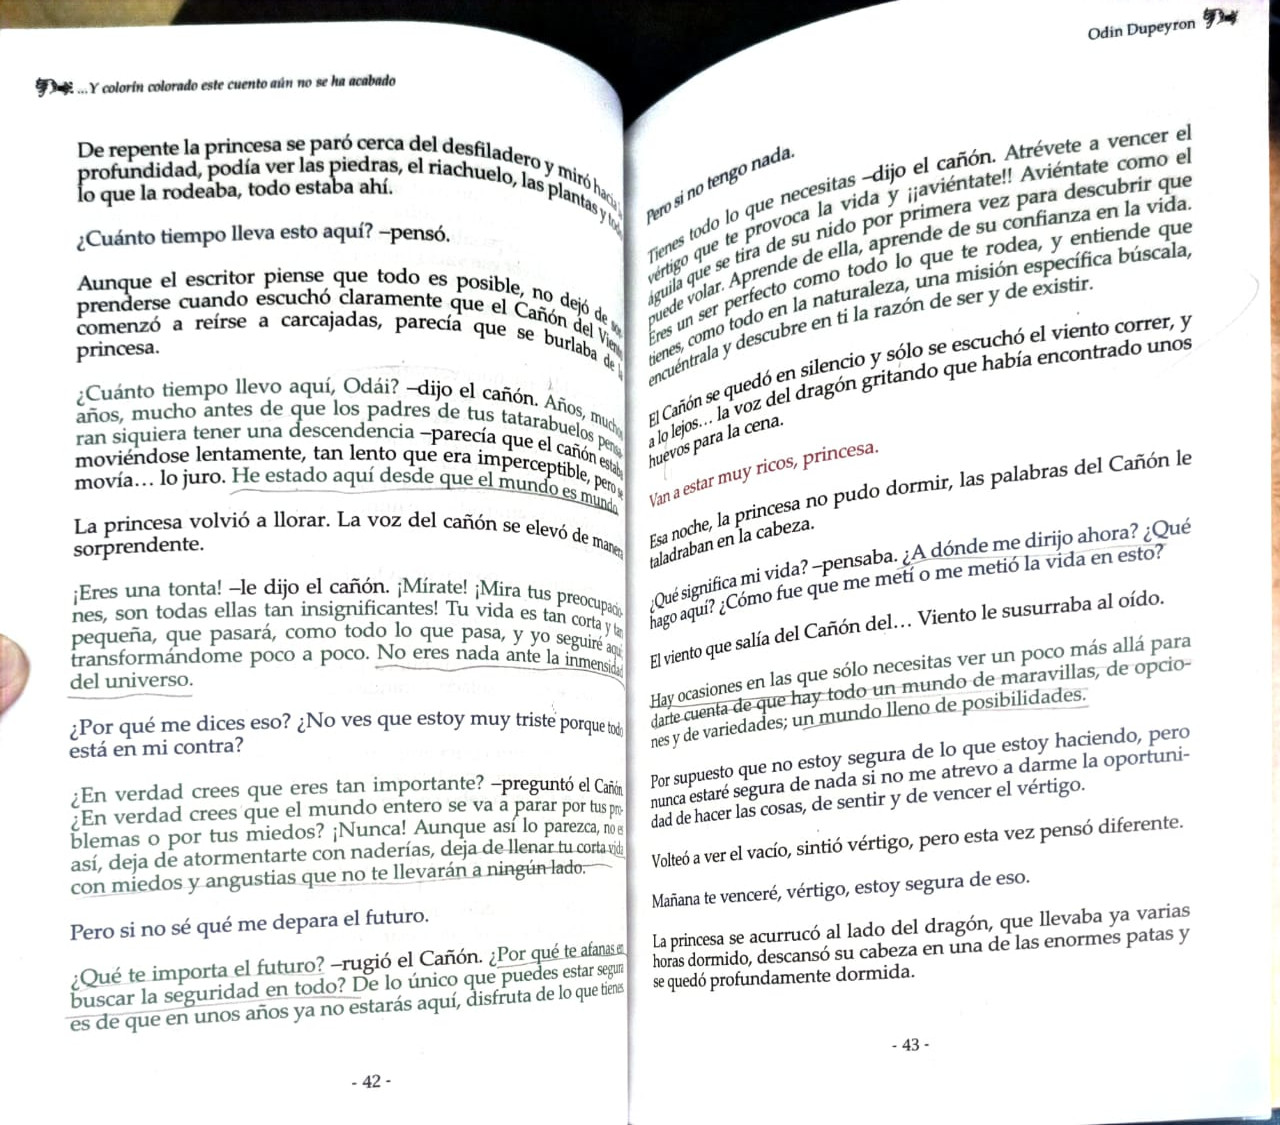 ...Y colorín colorado este cuento aún no se ha acabado
De repente la princesa se paró cerca del desfiladero y miró hacia la
profundidad, podía ver las piedras, el riachuelo, las plantas y todo
lo que la rodeaba, todo estaba ahí.
¿Cuánto tiempo lleva esto aquí? –pensó.
Aunque el escritor piense que todo es posible, no dejó de sor-
prenderse cuando escuchó claramente que el Cañón del Viento
comenzó a reírse a carcajadas, parecía que se burlaba de la
princesa.
¿Cuánto tiempo llevo aquí, Odái? –dijo el cañón. Años, muchos
años, mucho antes de que los padres de tus tatarabuelos pensa-
ran siquiera tener una descendencia –parecía que el cañón estaba
moviéndose lentamente, tan lento que era imperceptible, pero se
movía... lo juro. He estado aquí desde que el mundo es mundo.
La princesa volvió a llorar. La voz del cañón se elevó de manera
sorprendente.
¡Eres una tonta! –le dijo el cañón. ¡Mírate! ¡Mira tus preocupacio-
nes, son todas ellas tan insignificantes! Tu vida es tan corta y tan
pequeña, que pasará, como todo lo que pasa, y yo seguiré aquí,
transformándome poco a poco. No eres nada ante la inmensidad
del universo.
¿Por qué me dices eso? ¿No ves que estoy muy triste porque todo
está en mi contra?
¿En verdad crees que eres tan importante? –preguntó el Cañón.
¿En verdad crees que el mundo entero se va a parar por tus pro-
blemas o por tus miedos? ¡Nunca! Aunque así lo parezca, no es
así, deja de atormentarte con naderías, deja de llenar tu corta vida
con miedos y angustias que no te llevarán a ningún lado.
Pero si no sé qué me depara el futuro.
¿Qué te importa el futuro? –rugió el Cañón. ¿Por qué te afanas en
buscar la seguridad en todo? De lo único que puedes estar segura
es de que en unos años ya no estarás aquí, disfruta de lo que tienes
- 42 -
Odin Dupeyron
Pero si no tengo nada.
Tienes todo lo que necesitas –dijo el cañón. Atrévete a vencer el
vértigo que te provoca la vida y ¡¡aviéntate!! Aviéntate como el
águila que se tira de su nido por primera vez para descubrir que
puede volar. Aprende de ella, aprende de su confianza en la vida.
Eres un ser perfecto como todo lo que te rodea, y entiende que
tienes, como todo en la naturaleza, una misión específica búscala,
encuéntrala y descubre en ti la razón de ser y de existir.
El Cañón se quedó en silencio y sólo se escuchó el viento correr, y
a lo lejos... la voz del dragón gritando que había encontrado unos
huevos para la cena.
Van a estar muy ricos, princesa.
Esa noche, la princesa no pudo dormir, las palabras del Cañón le
taladraban en la cabeza.
¿Qué significa mi vida? –pensaba. ¿A dónde me dirijo ahora? ¿Qué
hago aquí? ¿Cómo fue que me metí o me metió la vida en esto?
El viento que salía del Cañón del... Viento le susurraba al oído.
Hay ocasiones en las que sólo necesitas ver un poco más allá para
darte cuenta de que hay todo un mundo de maravillas, de opcio-
nes y de variedades; un mundo lleno de posibilidades.
Por supuesto que no estoy segura de lo que estoy haciendo, pero
nunca estaré segura de nada si no me atrevo a darme la oportuni-
dad de hacer las cosas, de sentir y de vencer el vértigo.
Volteó a ver el vacío, sintió vértigo, pero esta vez pensó diferente.
Mañana te venceré, vértigo, estoy segura de eso.
La princesa se acurrucó al lado del dragón, que llevaba ya varias
horas dormido, descansó su cabeza en una de las enormes patas y
se quedó profundamente dormida.
- 43 -